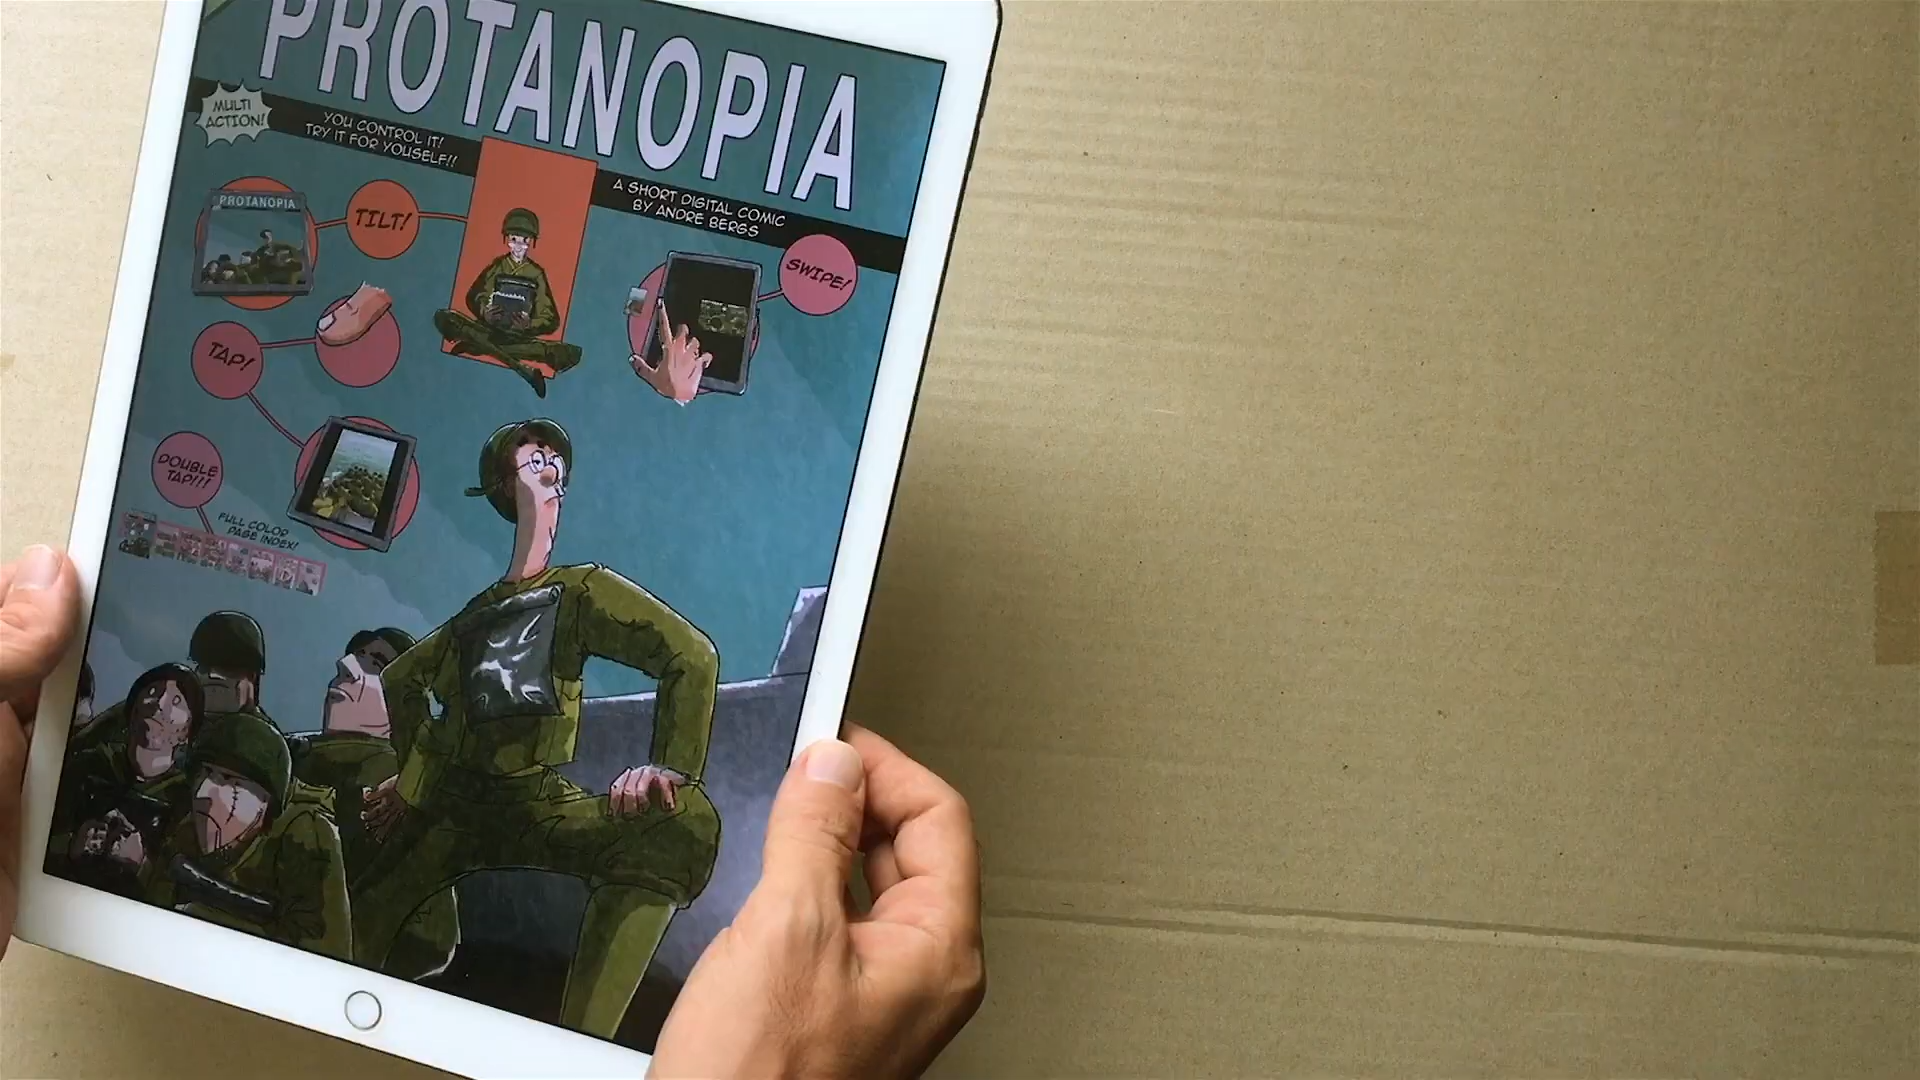 PROTANOPIA
MULTI
ACTION!
YOU CONTROL IT!
TRY IT FOR YOUSELF!!
A SHORT DIGITAL COMIC
BY ANDRE BERGS
PROTANOPIA
TILT!
SWIPE!
TAP!
DOUBLE
TAP!!!
FULL COLOR
PAGE INDEX!